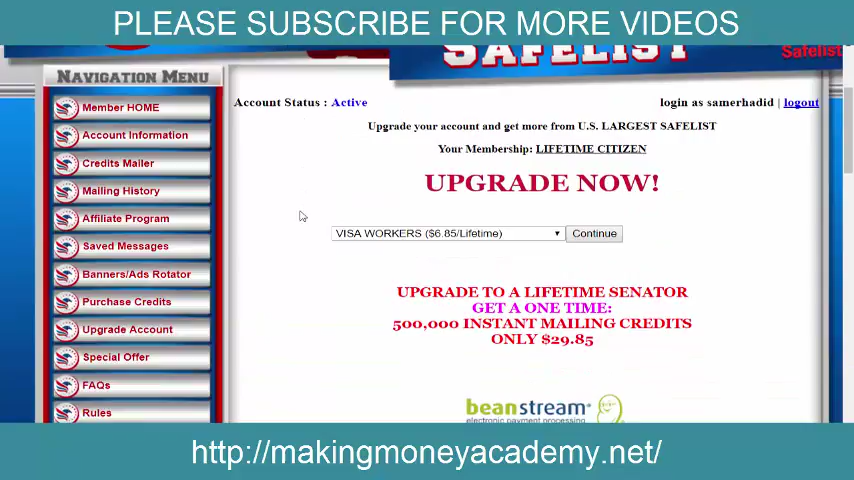 PLEASE SUBSCRIBE FOR MORE VIDEOS
SAFELIST
Safelist
NAVIGATION MENU
Member HOME
Account Information
Credits Mailer
Mailing History
Affiliate Program
Saved Messages
Banners/Ads Rotator
Purchase Credits
Upgrade Account
Special Offer
FAQs
Rules
Account Status : Active
login as samerhadid | logout
Upgrade your account and get more from U.S. LARGEST SAFELIST
Your Membership: LIFETIME CITIZEN
UPGRADE NOW!
VISA WORKERS ($6.85/Lifetime)
Continue
UPGRADE TO A LIFETIME SENATOR
GET A ONE TIME:
500,000 INSTANT MAILING CREDITS
ONLY $29.85
beanstream
electronic payment processing
http://makingmoneyacademy.net/